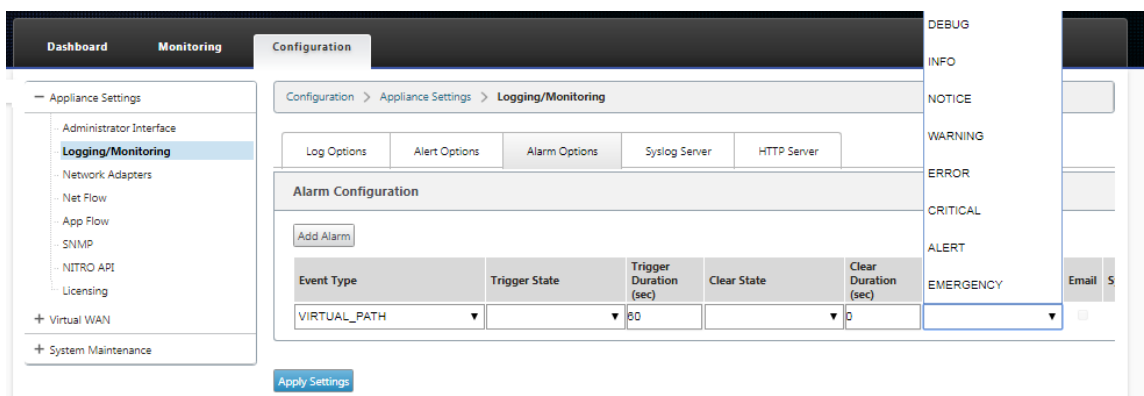 Dashboard
Monitoring
Configuration
DEBUG
INFO
NOTICE
WARNING
ERROR
CRITICAL
ALERT
EMERGENCY
Appliance Settings
Administrator Interface
Logging/Monitoring
Network Adapters
Net Flow
App Flow
SNMP
NITRO API
Licensing
Virtual WAN
System Maintenance
Configuration > Appliance Settings > Logging/Monitoring
Log Options
Alert Options
Alarm Options
Syslog Server
HTTP Server
Alarm Configuration
Add Alarm
Event Type
Trigger State
Trigger
Duration
(sec)
Clear State
Clear
Duration
(sec)
Email
VIRTUAL_PATH
60
0
Apply Settings